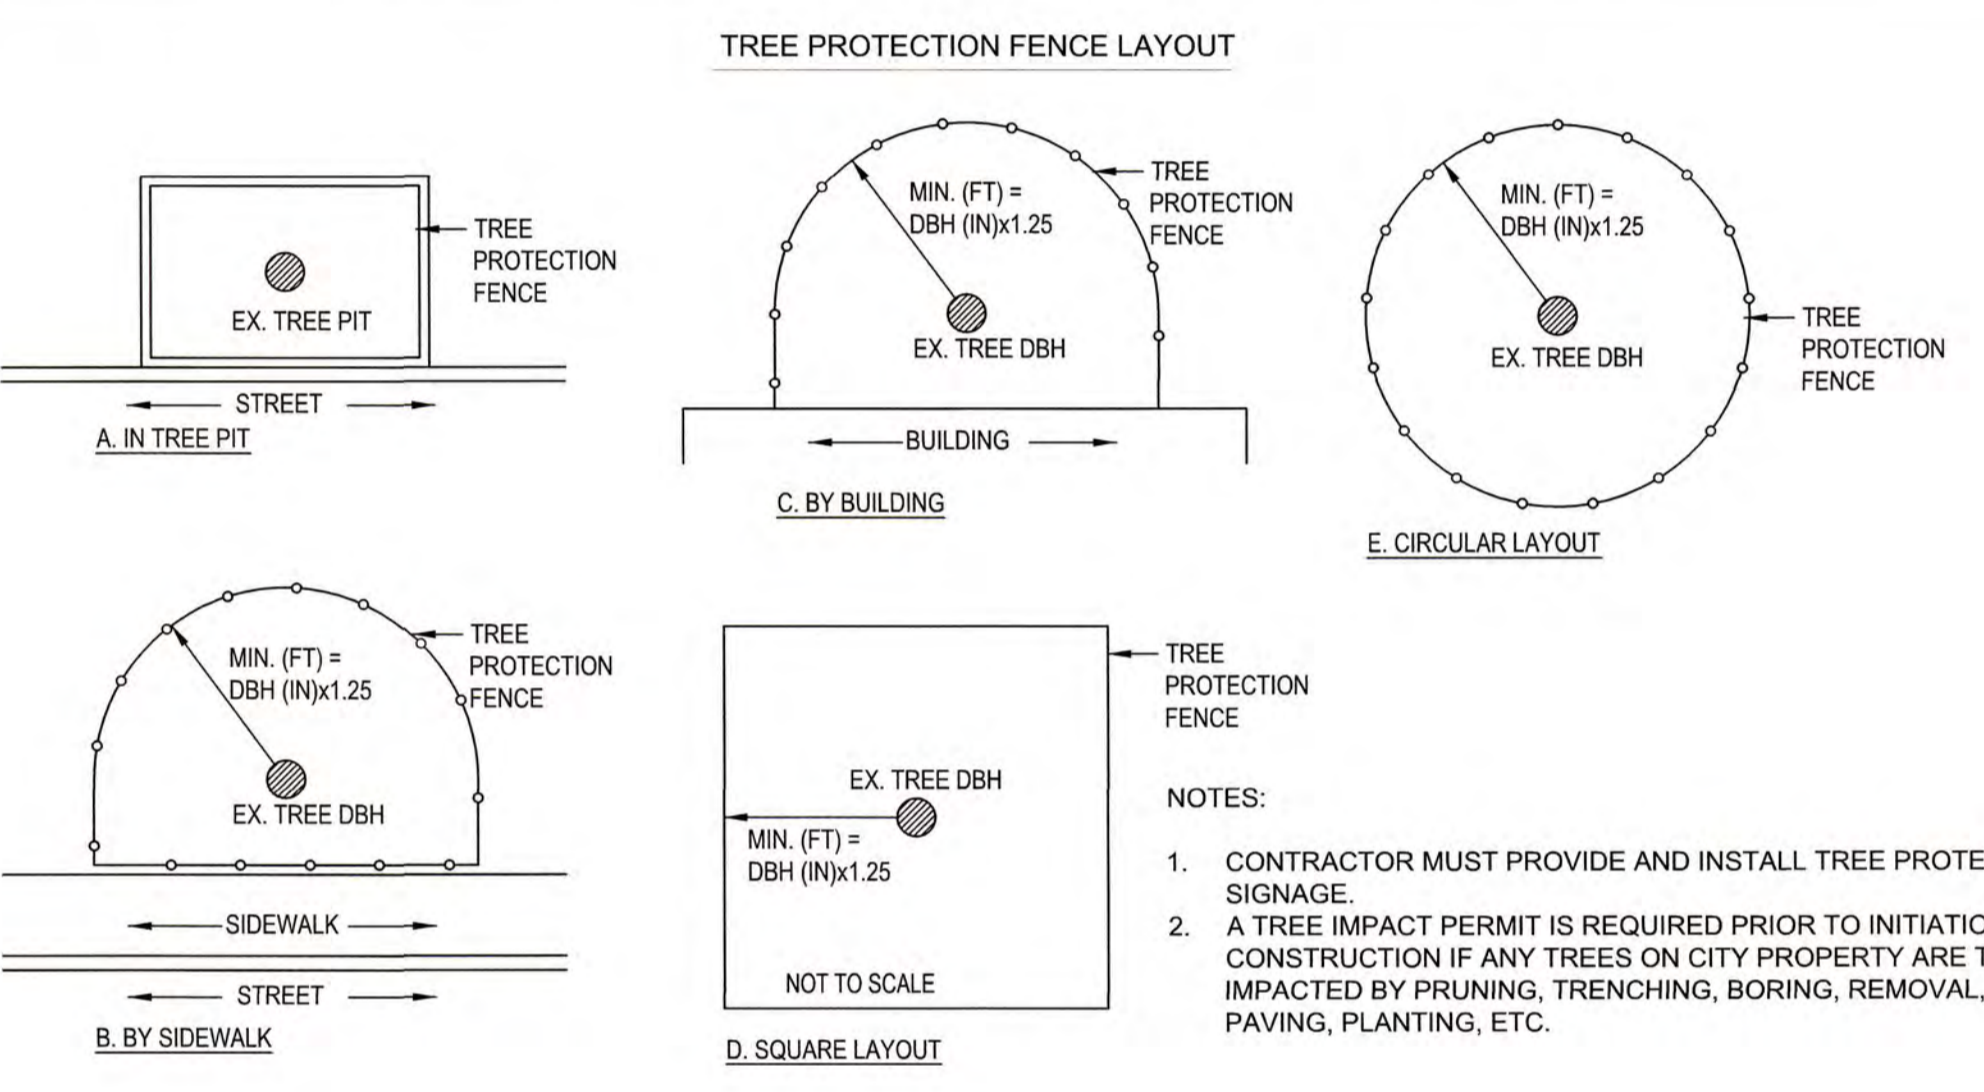 TREE PROTECTION FENCE LAYOUT
TREE
PROTECTION
FENCE
EX. TREE PIT
STREET
A. IN TREE PIT
MIN. (FT) =
DBH (IN)x1.25
TREE
PROTECTION
FENCE
EX. TREE DBH
BUILDING
C. BY BUILDING
MIN. (FT) =
DBH (IN)x1.25
EX. TREE DBH
TREE
PROTECTION
FENCE
E. CIRCULAR LAYOUT
MIN. (FT) =
DBH (IN)x1.25
TREE
PROTECTION
FENCE
EX. TREE DBH
SIDEWALK
STREET
B. BY SIDEWALK
TREE
PROTECTION
FENCE
EX. TREE DBH
MIN. (FT) =
DBH (IN)x1.25
NOT TO SCALE
D. SQUARE LAYOUT
NOTES:
1. CONTRACTOR MUST PROVIDE AND INSTALL TREE
SIGNAGE.
2. A TREE IMPACT PERMIT IS REQUIRED PRIOR TO
CONSTRUCTION IF ANY TREES ON CITY PROPERTY ARE
IMPACTED BY PRUNING, TRENCHING, BORING, REMOVAL,
PAVING, PLANTING, ETC.